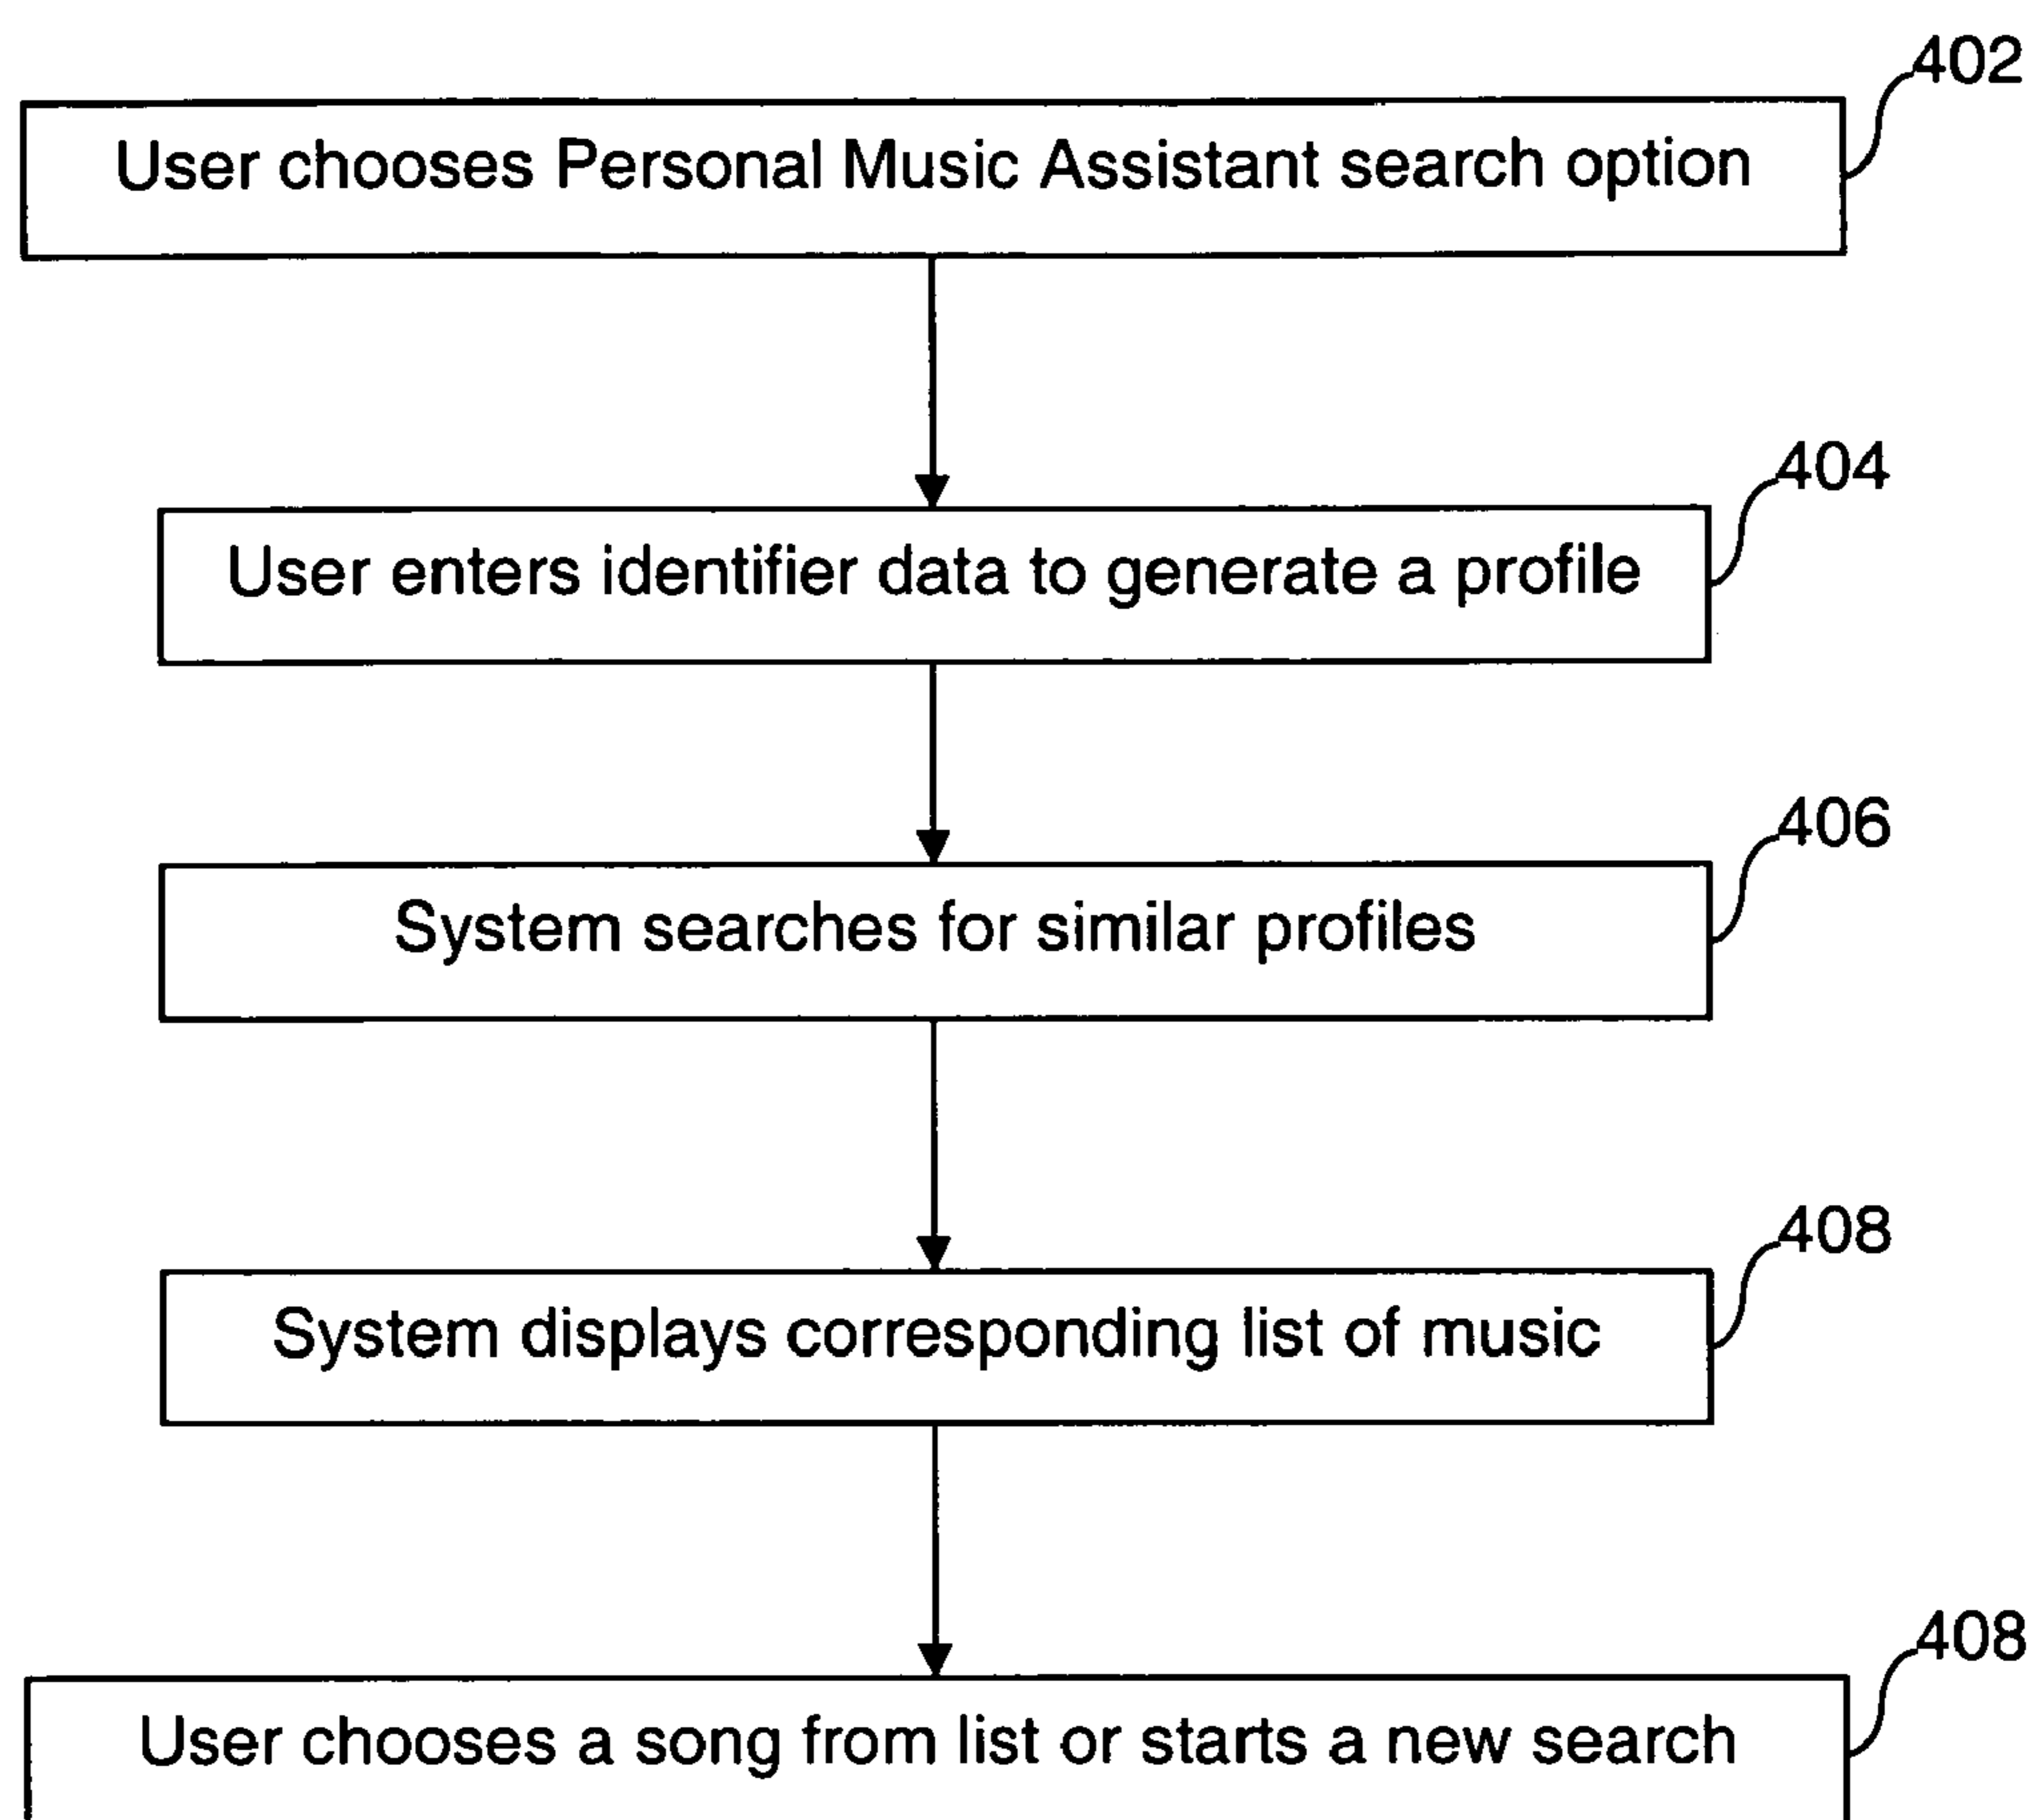 402
User chooses Personal Music Assistant search option
404
User enters identifier data to generate a profile
406
System searches for similar profiles
408
System displays corresponding list of music
408
User chooses a song from list or starts a new search